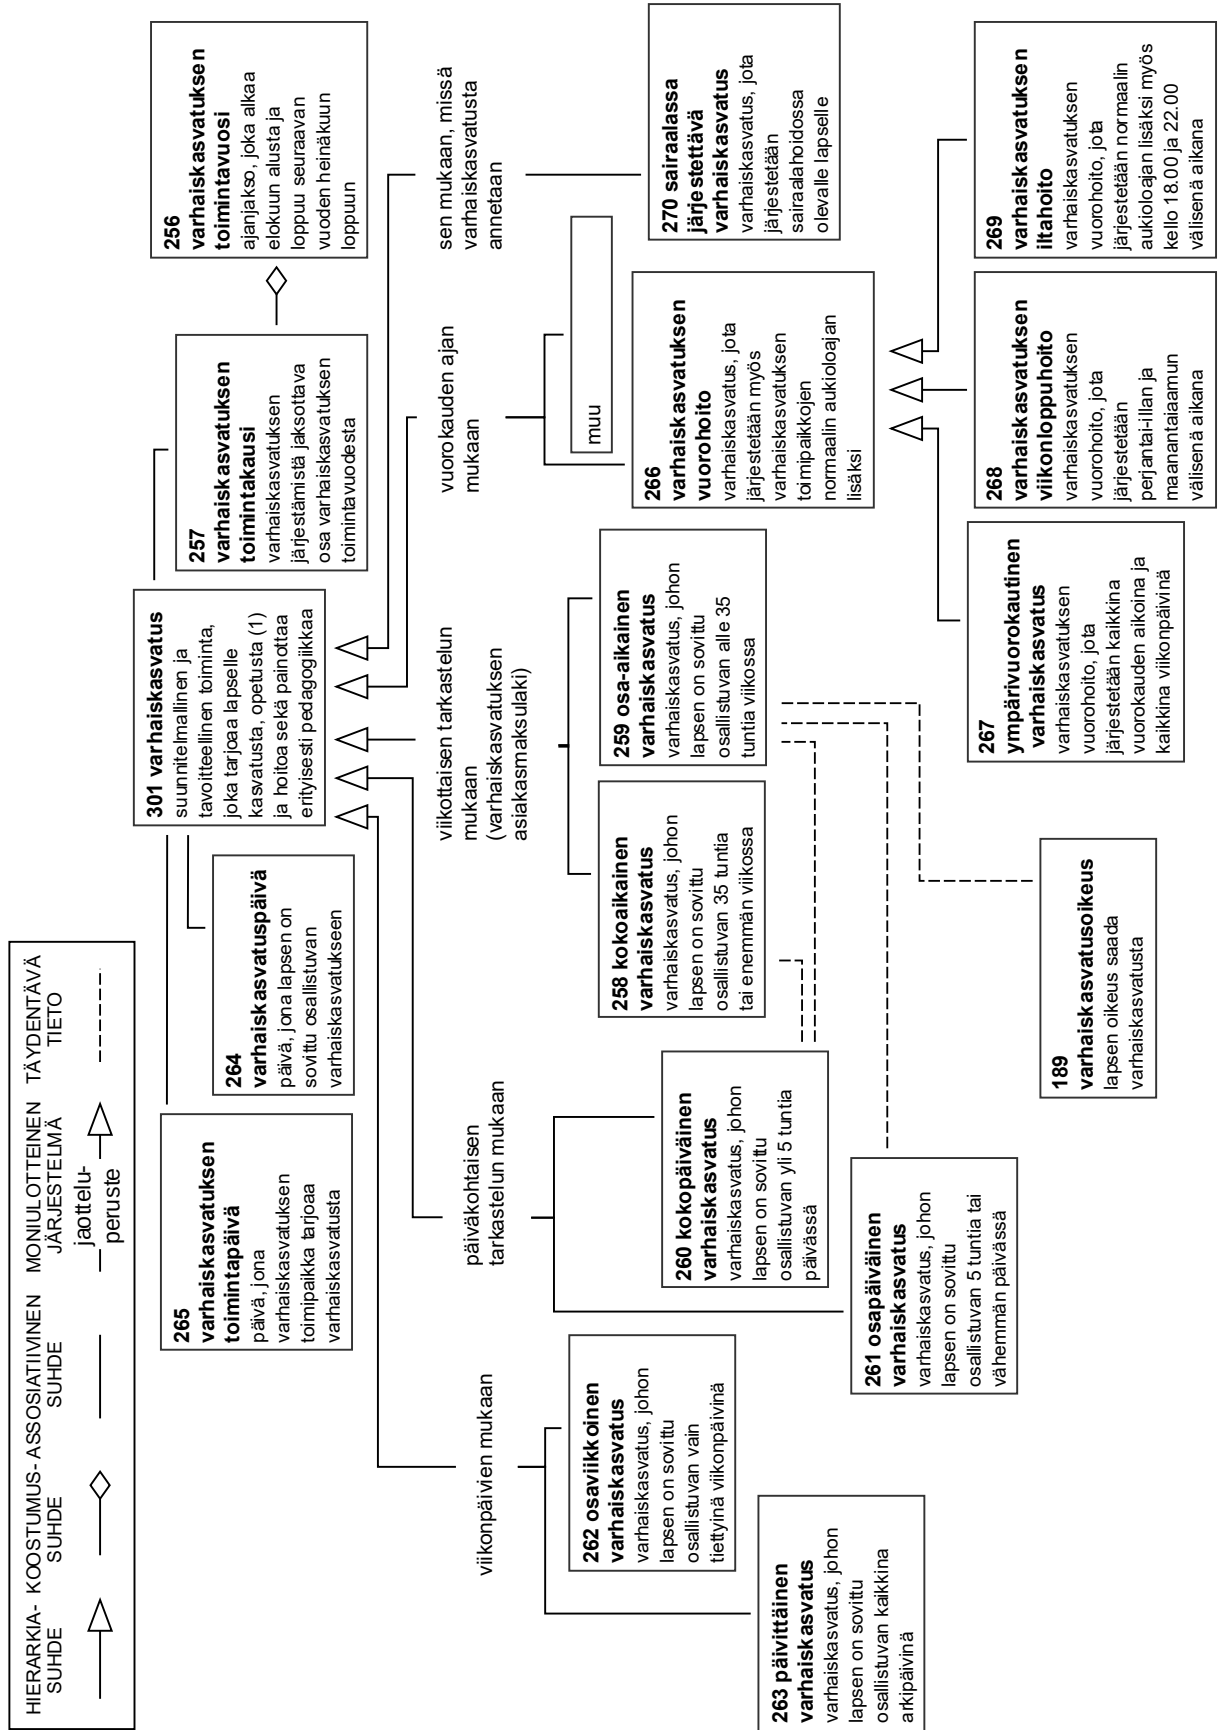 HIERARKIA-
SUHDE
KOOSTUMUS-
SUHDE
ASSOSIATIIVINEN
SUHDE
MONIULOTTEINEN
JÄRJESTELMÄ
jaottelu-
peruste
TÄYDENTÄVÄ
TIETO
265
varhaiskasvatuksen
toimintapäivä
päivä, jona
varhaiskasvatuksen
toimipaikka tarjoaa
varhaiskasvatusta
264
varhaiskasvatuspäivä
päivä, jona lapsen on
sovittu osallistuvan
varhaiskasvatukseen
301 varhaiskasvatus
suunnitelmallinen ja
tavoitteellinen toiminta,
joka tarjoaa lapselle
kasvatusta, opetusta (1)
ja hoitoa sekä painottaa
erityisesti pedagogiikkaa
257
varhaiskasvatuksen
toimintakausi
varhaiskasvatuksen
järjestämistä jaksottava
osa varhaiskasvatuksen
toimintavuodesta
256
varhaiskasvatuksen
toimintavuosi
ajanjakso, joka alkaa
elokuun alusta ja
loppuu seuraavan
vuoden heinäkuun
loppuun
viikonpäivien mukaan
päiväkohtaisen
tarkastelun mukaan
viikottaisen tarkastelun
mukaan
(varhaiskasvatuksen
asiakasmaksulaki)
vuorokauden ajan
mukaan
sen mukaan, missä
varhaiskasvatusta
annetaan
262 osaviikkoinen
varhaiskasvatus
varhaiskasvatus, johon
lapsen on sovittu
osallistuvan vain
tiettyinä viikonpäivinä
263 päivittäinen
varhaiskasvatus
varhaiskasvatus, johon
lapsen on sovittu
osallistuvan kaikkina
arkipäivinä
260 kokopäiväinen
varhaiskasvatus
varhaiskasvatus, johon
lapsen on sovittu
osallistuvan yli 5 tuntia
päivässä
261 osapäiväinen
varhaiskasvatus
varhaiskasvatus, johon
lapsen on sovittu
osallistuvan 5 tuntia tai
vähemmän päivässä
258 kokoaikainen
varhaiskasvatus
varhaiskasvatus, johon
lapsen on sovittu
osallistuvan 35 tuntia
tai enemmän viikossa
259 osa-aikainen
varhaiskasvatus
varhaiskasvatus, johon
lapsen on sovittu
osallistuvan alle 35
tuntia viikossa
189
varhaiskasvatusoikeus
lapsen oikeus saada
varhaiskasvatusta
muu
266
varhaiskasvatuksen
vuorohoito
varhaiskasvatus, jota
järjestetään myös
varhaiskasvatuksen
toimipaikkojen
normaalin aukioloajan
lisäksi
270 sairaalassa
järjestettävä
varhaiskasvatus
varhaiskasvatus, jota
järjestetään
sairaalahoidossa
olevalle lapselle
267
ympärivuorokautinen
varhaiskasvatus
varhaiskasvatuksen
vuorohoito, jota
järjestetään kaikkina
vuorokauden aikoina ja
kaikkina viikonpäivinä
268
varhaiskasvatuksen
viikonloppuhoito
varhaiskasvatuksen
vuorohoito, jota
järjestetään
perjantai-illan ja
maanantaiaamun
välisenä aikana
269
varhaiskasvatuksen
iltahoito
varhaiskasvatuksen
vuorohoito, jota
järjestetään normaalin
aukioloajan lisäksi myös
kello 18.00 ja 22.00
välisenä aikana